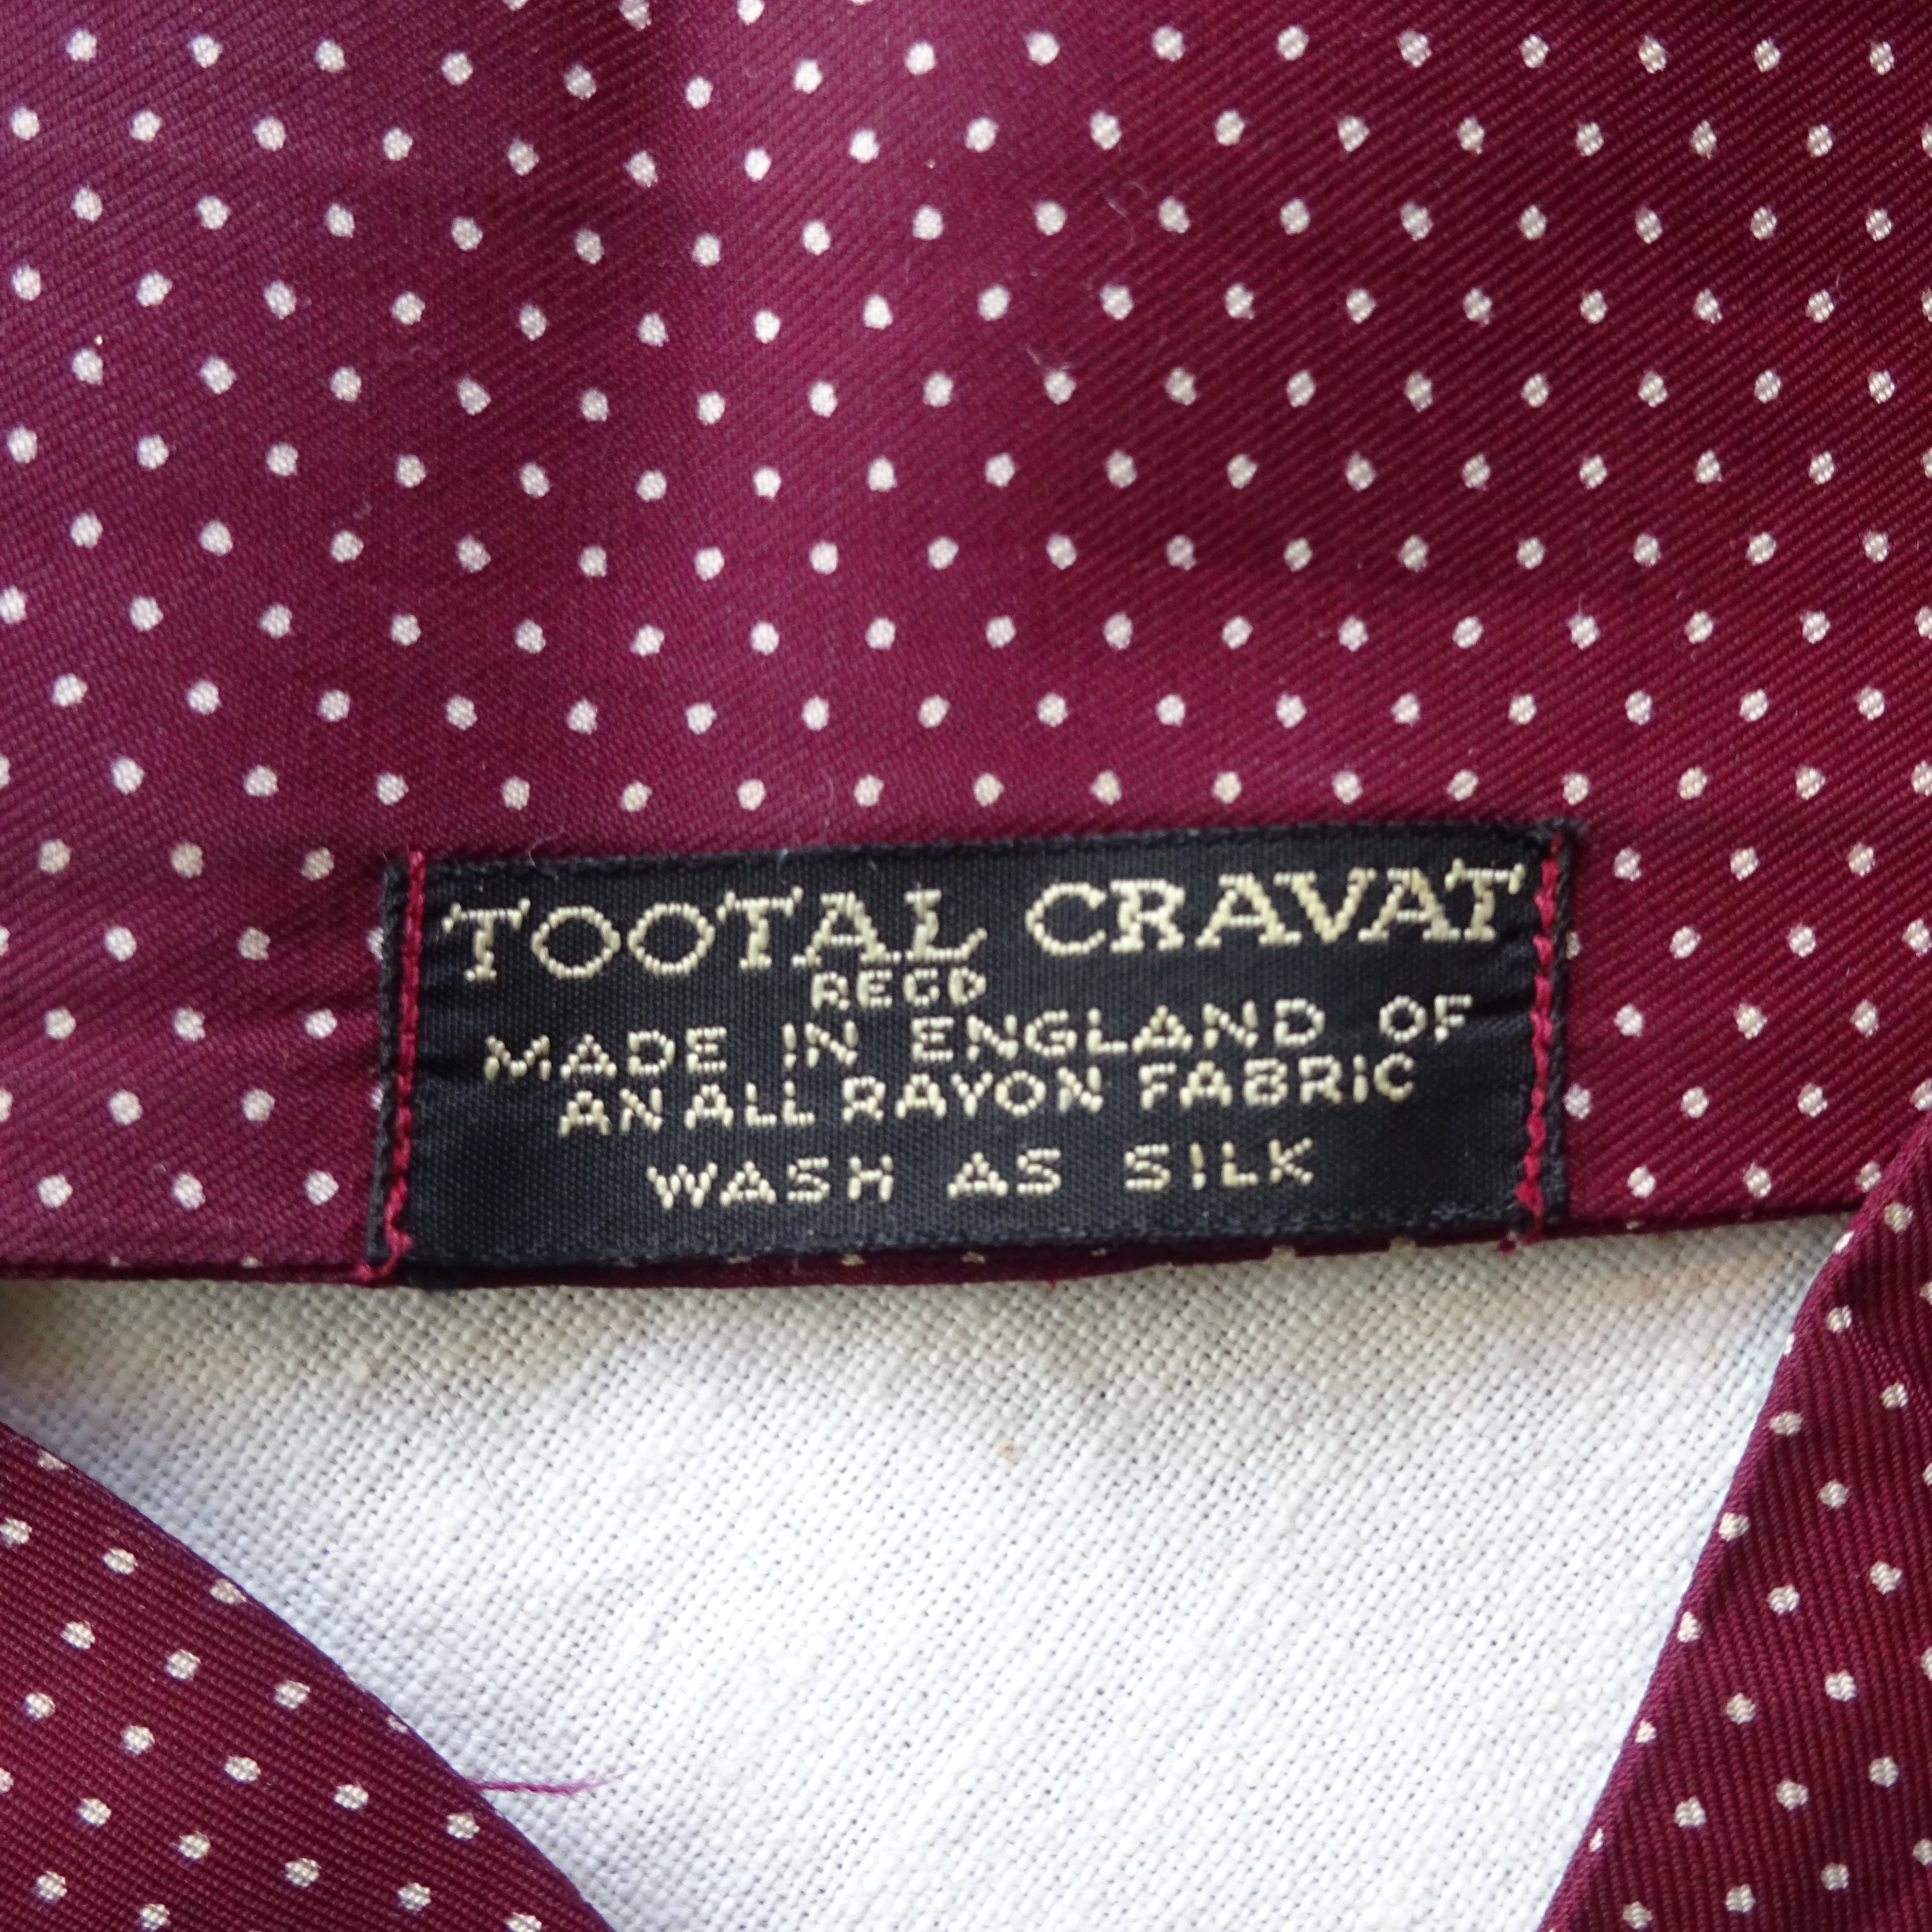 TOOTAL CRAVAT
REGD
MADE IN ENGLAND OF
AN ALL RAYON FABRIC
WASH AS SILK